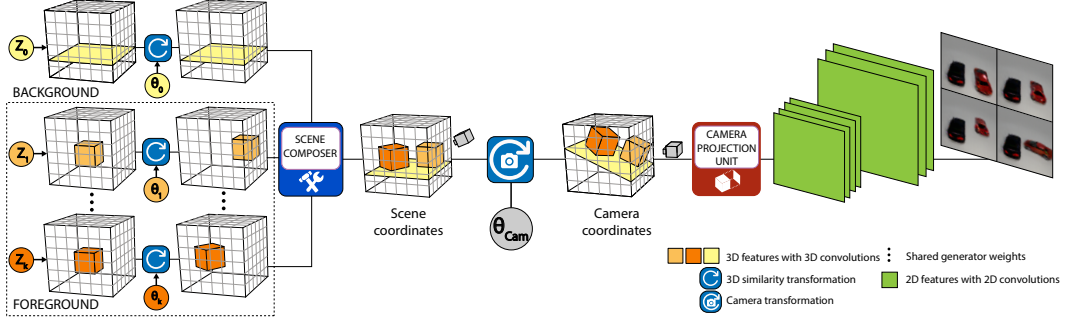 Z₀
θ₀
BACKGROUND
Z₁
θ₁
Zₖ
θₖ
FOREGROUND
SCENE
COMPOSER
Scene
coordinates
θCam
Camera
coordinates
CAMERA
PROJECTION
UNIT
3D features with 3D convolutions
3D similarity transformation
Camera transformation
Shared generator weights
2D features with 2D convolutions